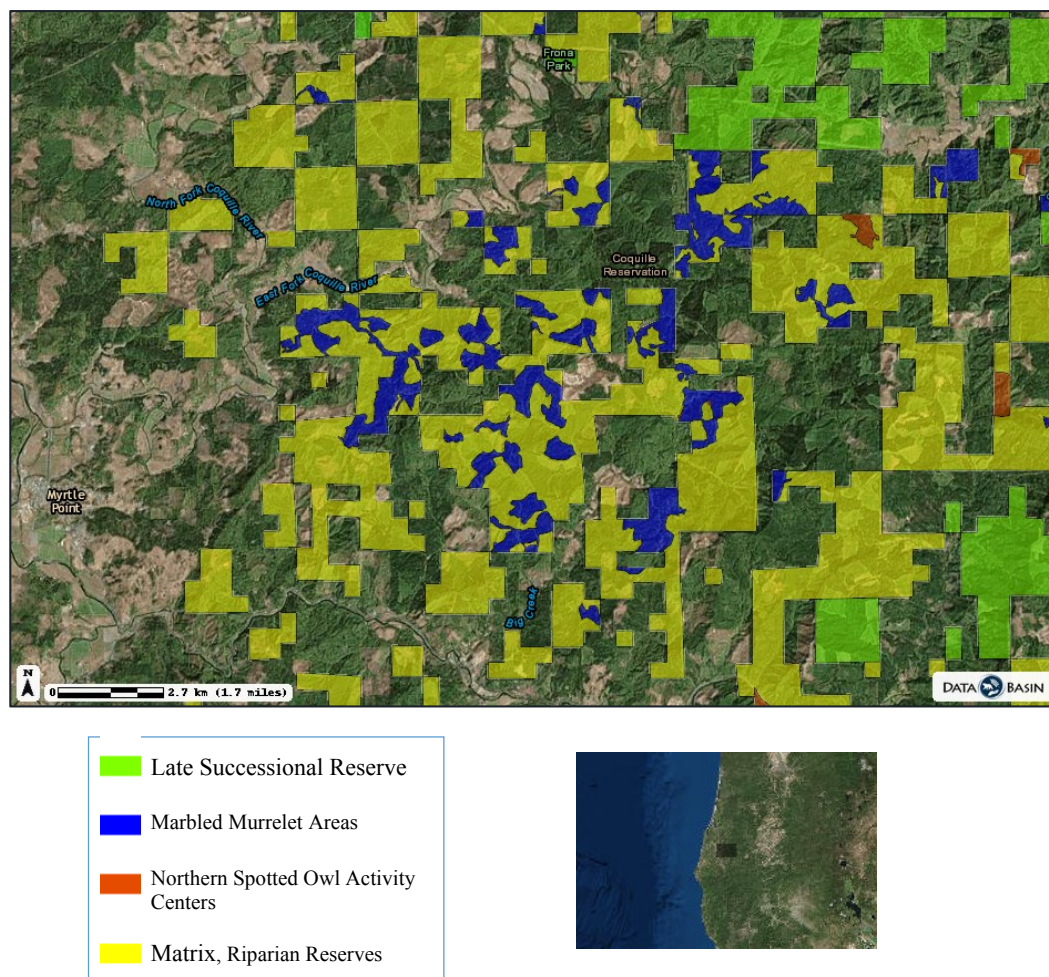 Frona
Park
North Fork Coquille River
Coquille
Reservation
East Fork Coquille River
Myrtle
Point
Big Creek
N
0 2.7 km (1.7 miles)
DATA BASIN
Late Successional Reserve
Marbled Murrelet Areas
Northern Spotted Owl Activity
Centers
Matrix, Riparian Reserves